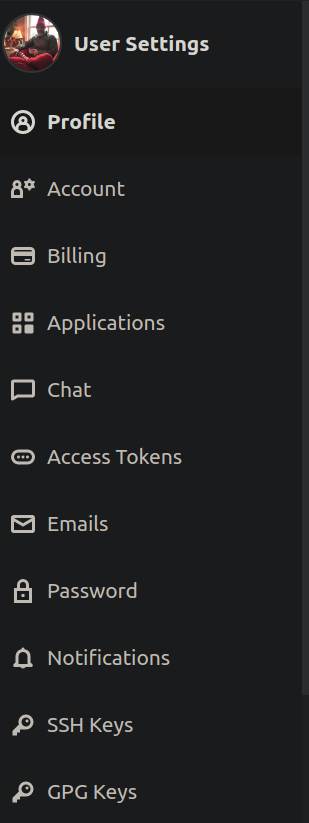 User Settings
Profile
Account
Billing
Applications
Chat
Access Tokens
Emails
Password
Notifications
SSH Keys
GPG Keys